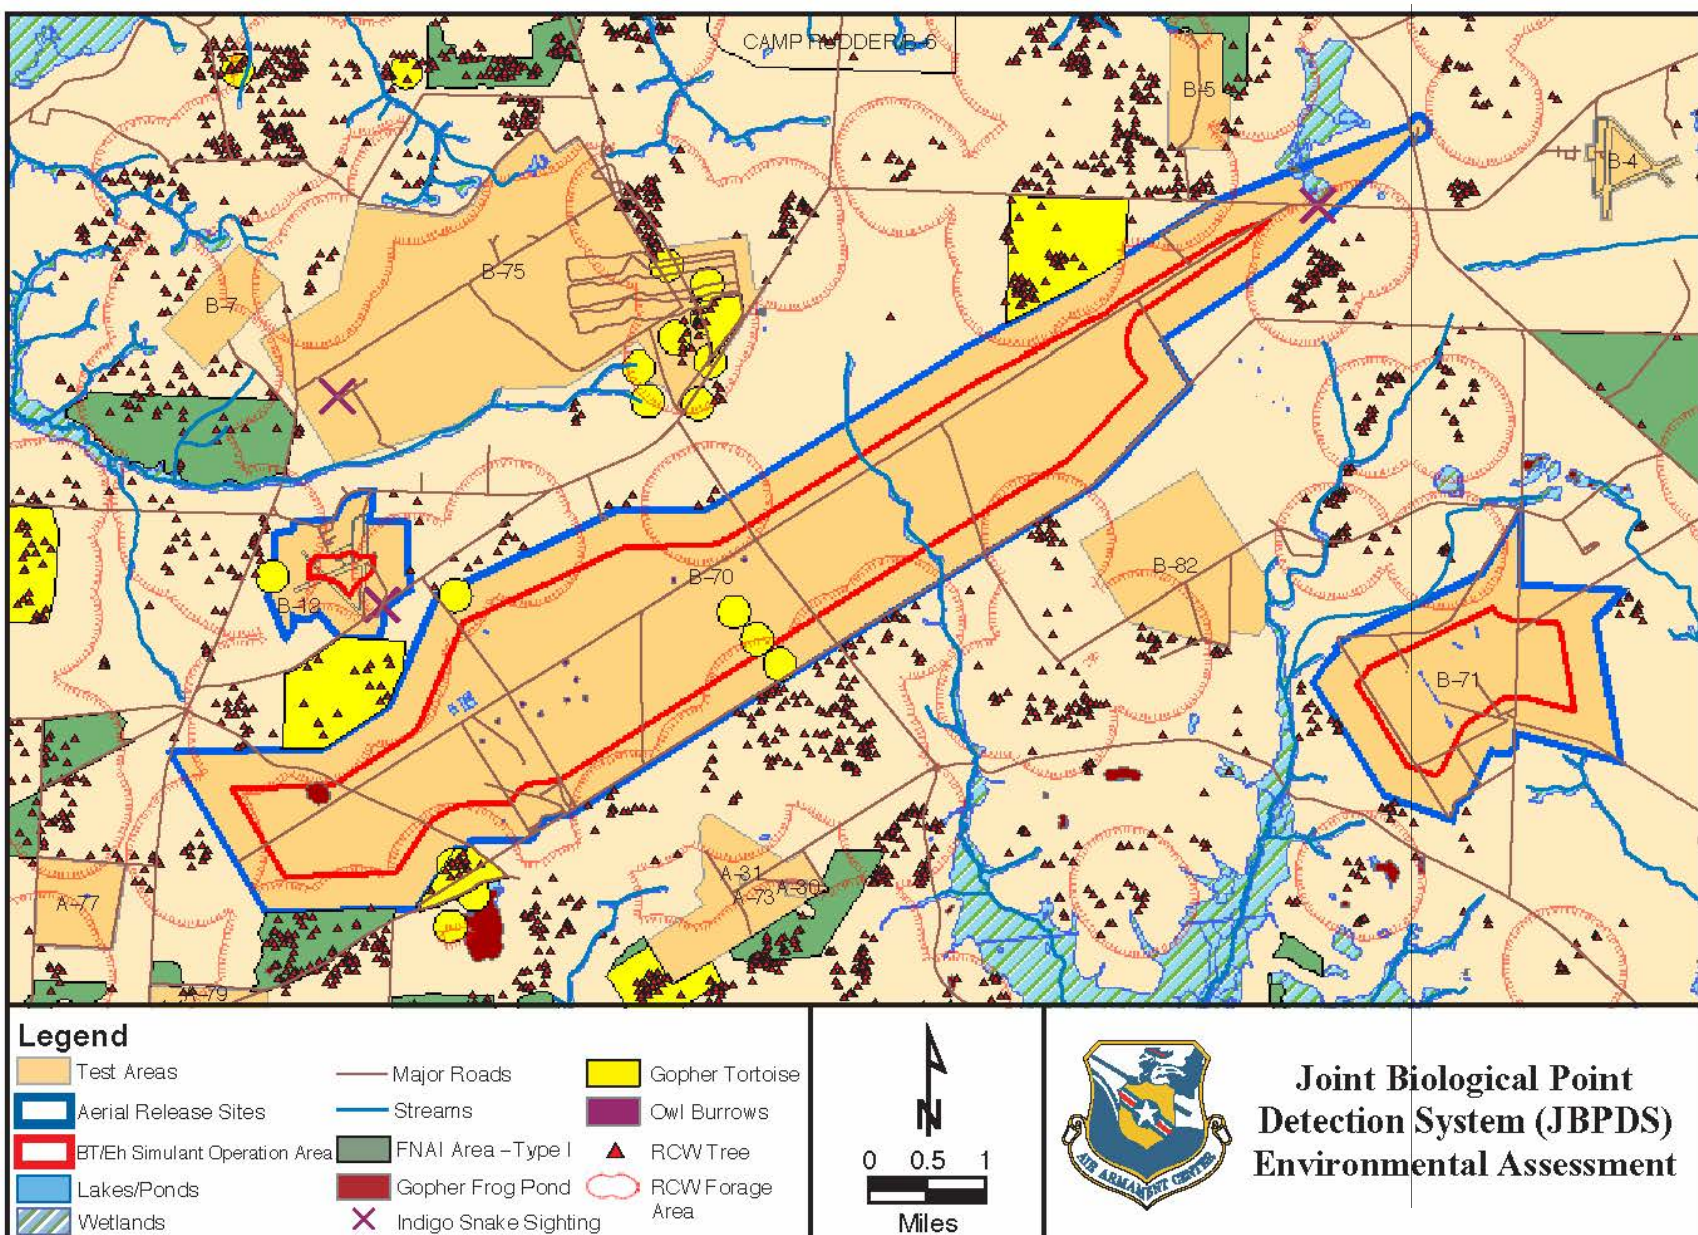 CAMP RUDDER/B-6
B-5
B-4
B-75
B-7
B-70
B-12
B-82
B-71
A-77
A-31
A-30
A-73
A-79
Legend
Test Areas
Aerial Release Sites
BT/Eh Simulant Operation Area
Lakes/Ponds
Wetlands
Major Roads
Streams
FNAI Area – Type I
Gopher Frog Pond
Indigo Snake Sighting
Gopher Tortoise
Owl Burrows
RCW Tree
RCW Forage
Area
N
0 0.5 1
Miles
AIR ARMAMENT CENTER
Joint Biological Point
Detection System (JBPDS)
Environmental Assessment